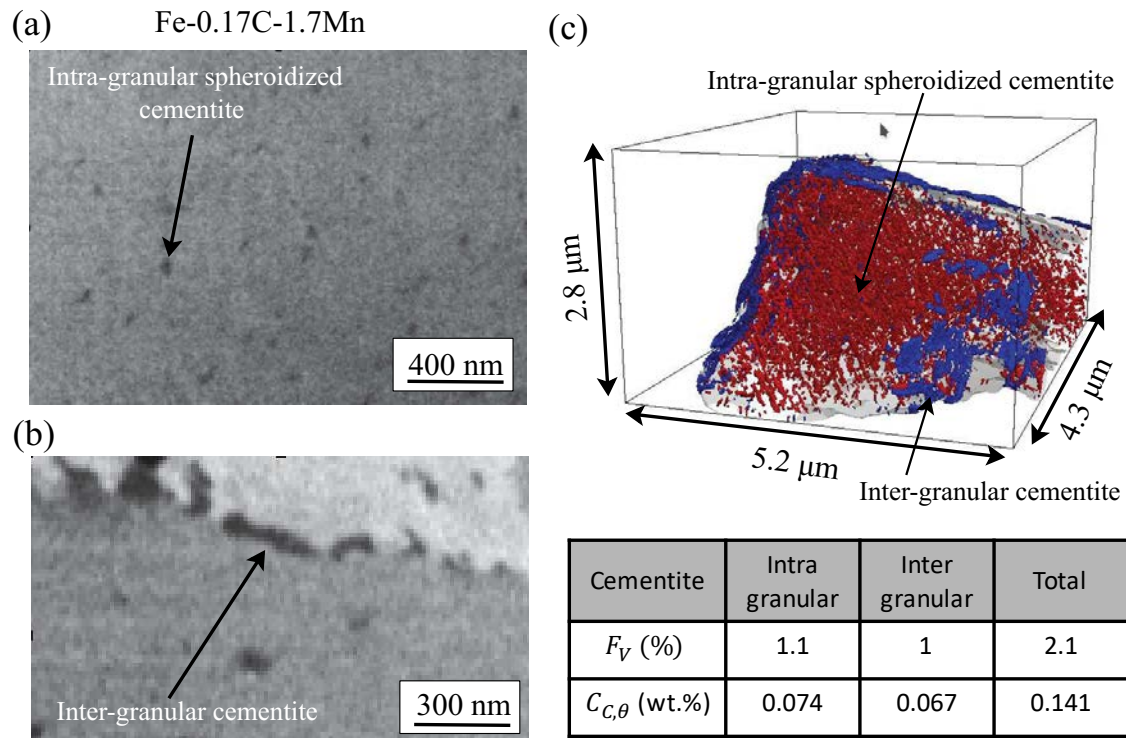 (a)
Fe-0.17C-1.7Mn
Intra-granular spheroidized
cementite
400 nm
(b)
Inter-granular cementite
300 nm
(c)
Intra-granular spheroidized cementite
2.8 μm
5.2 μm
4.3 μm
Inter-granular cementite
Cementite Intra granular Inter granular Total
F_V (%) 1.1 1 2.1
C_{C,θ} (wt.%) 0.074 0.067 0.141